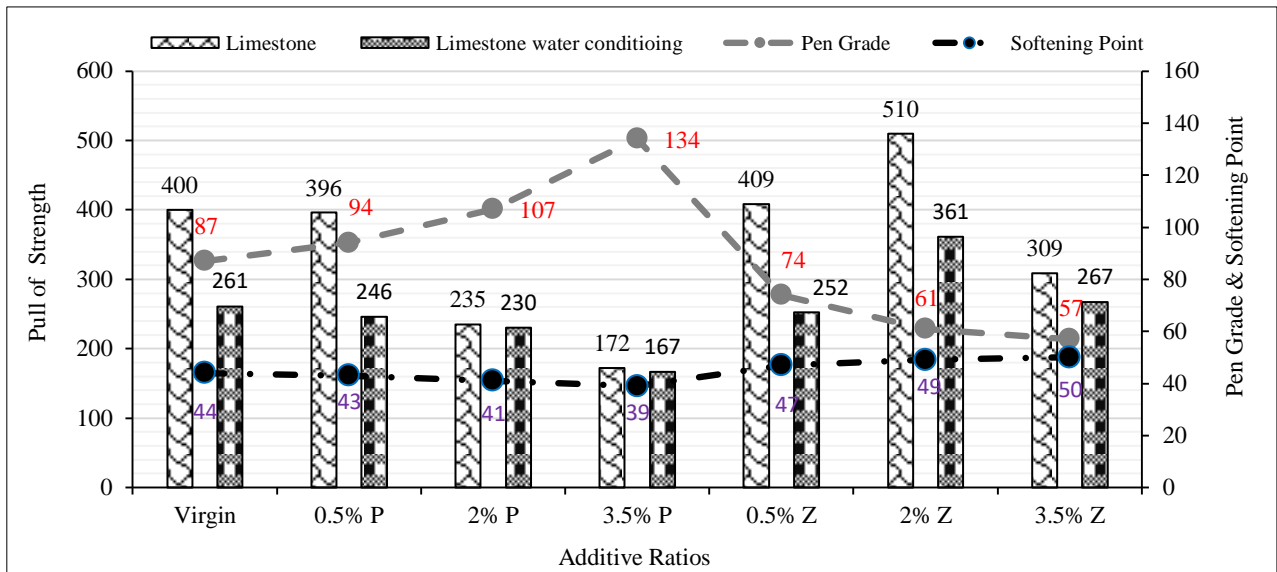 Limestone Limestone water conditioing Pen Grade Softening Point
Pull of Strength
600
500
400
300
200
100
0
400 261 396 246 235 230 172 167 409 252 510 361 309 267
87 94 107 134 74 61 57
44 43 41 39 47 49 50
160
140
120
100
80
60
40
20
0
Pen Grade & Softening Point
Virgin 0.5% P 2% P 3.5% P 0.5% Z 2% Z 3.5% Z
Additive Ratios